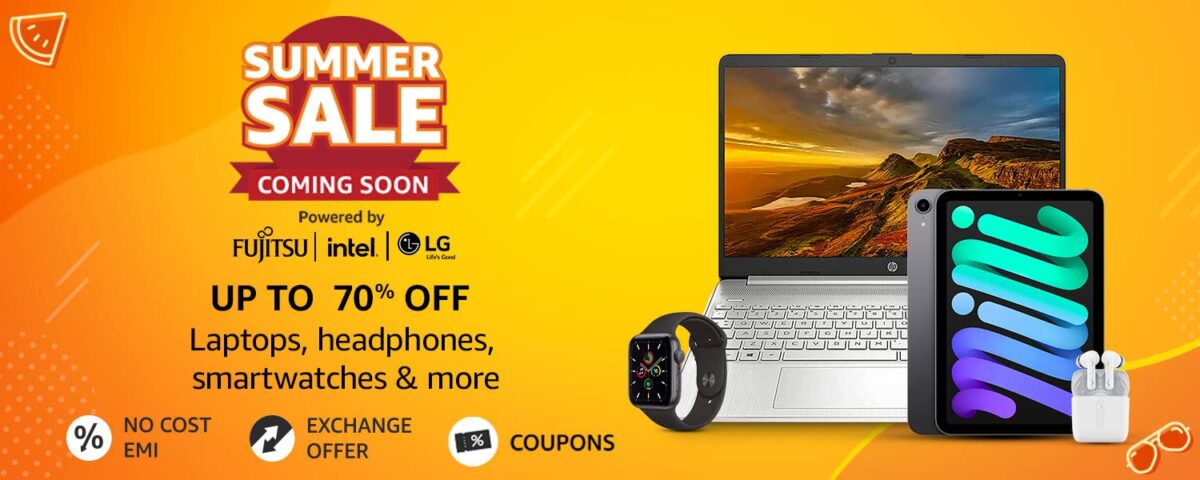 SUMMER
SALE
COMING SOON
Powered by
FUJITSU | intel. | LG
Life's Good
UP TO 70% OFF
Laptops, headphones,
smartwatches & more
% NO COST
EMI
EXCHANGE
OFFER
% COUPONS
hp